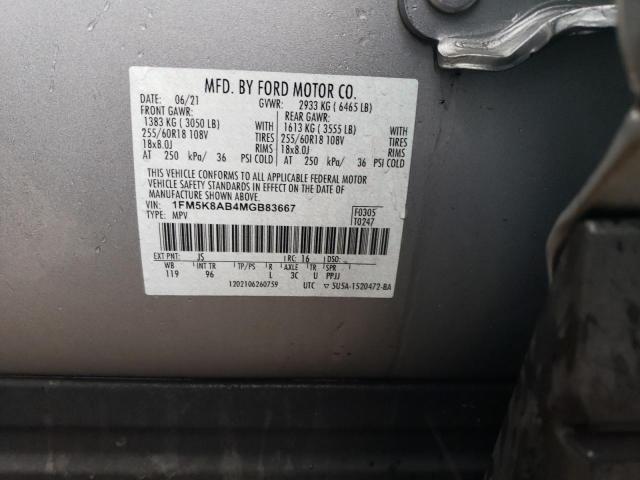 MFD. BY FORD MOTOR CO.
DATE: 06/21 GVWR: 2933 KG ( 6465 LB)
FRONT GAWR: REAR GAWR:
1383 KG ( 3050 LB) WITH 1613 KG ( 3555 LB) WITH
255/60R18 108V TIRES 255/60R18 108V TIRES
18x8.0J RIMS 18x8.0J RIMS
AT 250 kPa/ 36 PSI COLD AT 250 kPa/ 36 PSI COLD
THIS VEHICLE CONFORMS TO ALL APPLICABLE FEDERAL MOTOR
VEHICLE SAFETY STANDARDS IN EFFECT ON THE DATE OF
MANUFACTURE SHOWN ABOVE.
VIN: 1FM5K8AB4MGB83667 F0305
TYPE: MPV T0247
EXT PNT: JS RC: 16 DSO:
WB INT TR TP/PS R AXLE TR SPR
119 96 L 3C U PPJJ
1202106260759 UTC ▽ 5U5A-1520472-BA